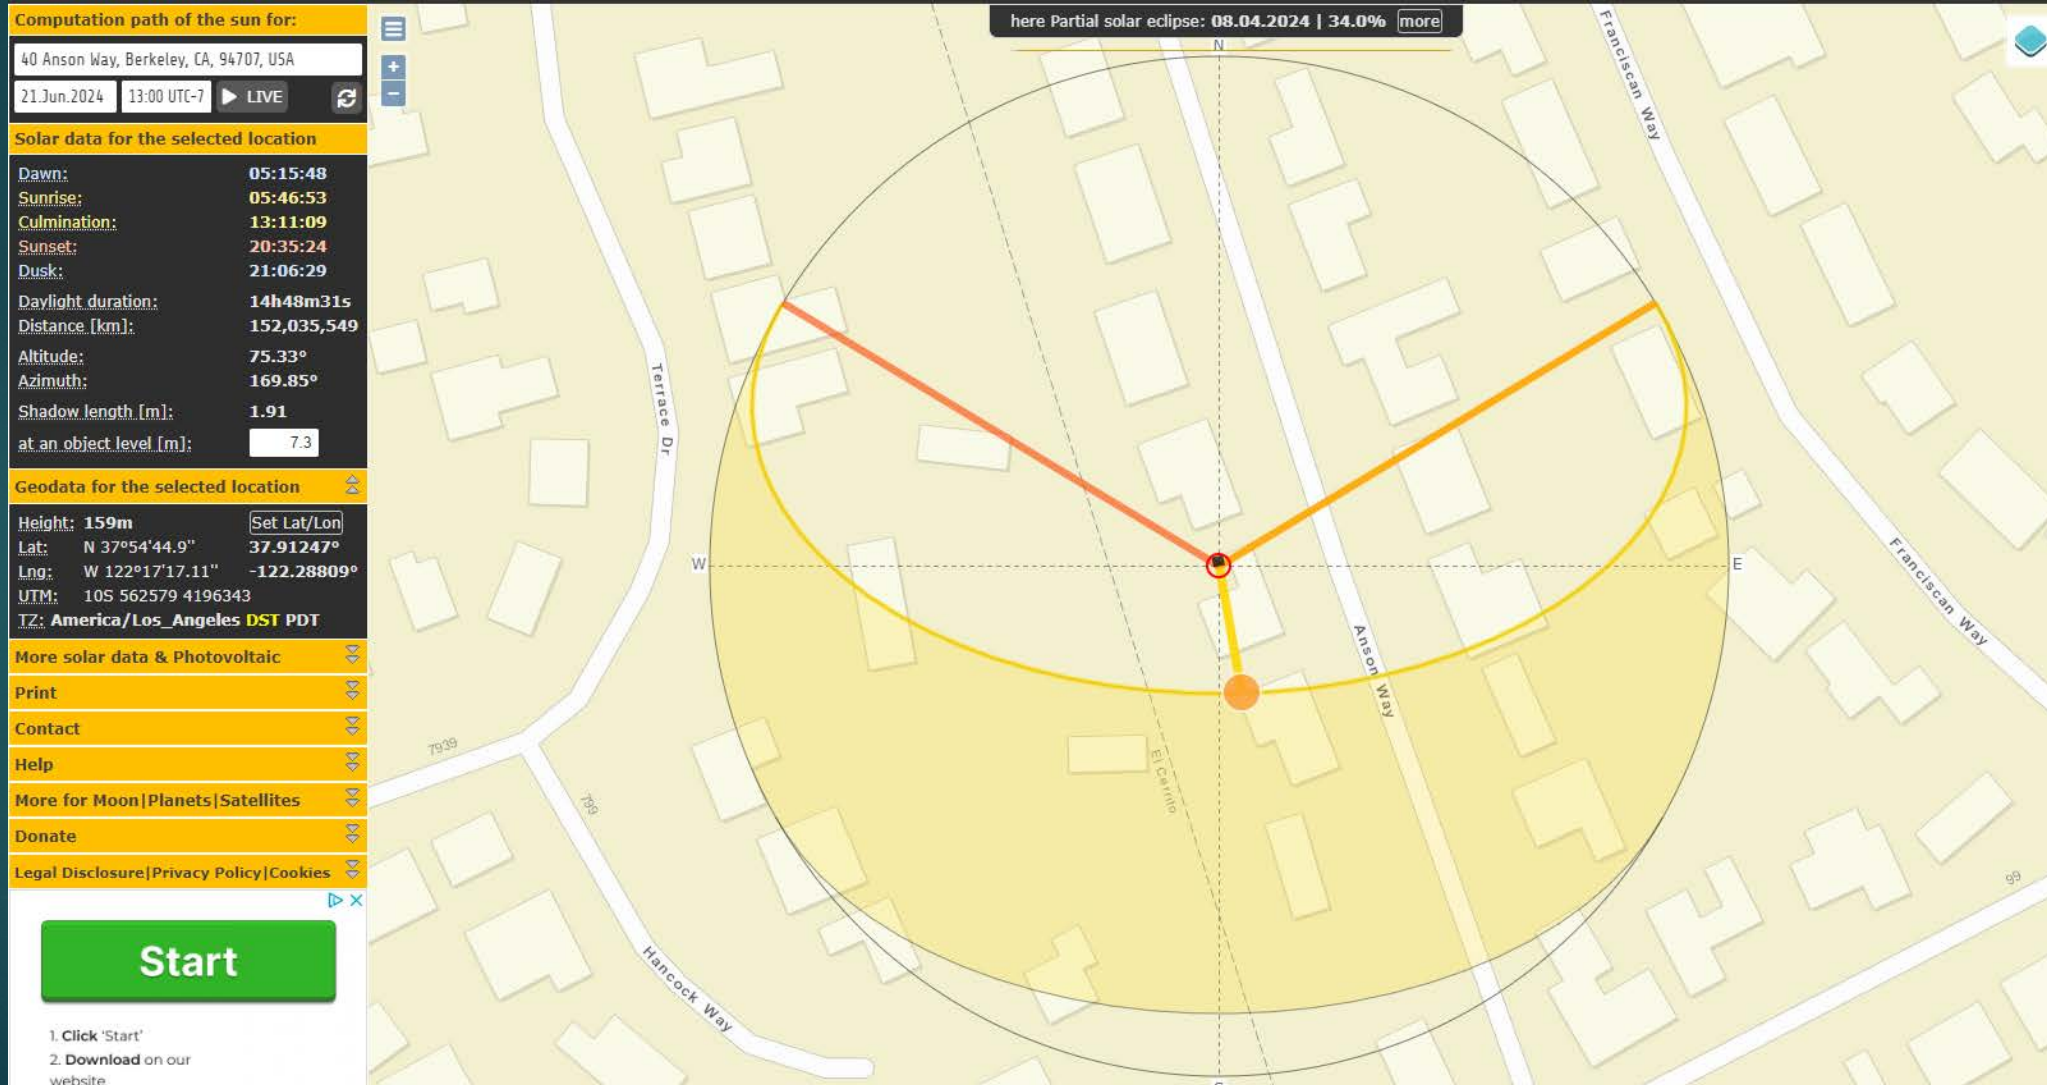 Computation path of the sun for:
40 Anson Way, Berkeley, CA, 94707, USA
21.Jun.2024 13:00 UTC-7 LIVE
Solar data for the selected location
Dawn: 05:15:48
Sunrise: 05:46:53
Culmination: 13:11:09
Sunset: 20:35:24
Dusk: 21:06:29
Daylight duration: 14h48m31s
Distance [km]: 152,035,549
Altitude: 75.33°
Azimuth: 169.85°
Shadow length [m]: 1.91
at an object level [m]: 7.3
Geodata for the selected location
Height: 159m Set Lat/Lon
Lat: N 37°54'44.9'' 37.91247°
Lng: W 122°17'17.11'' -122.28809°
UTM: 10S 562579 4196343
TZ: America/Los_Angeles DST PDT
More solar data & Photovoltaic
Print
Contact
Help
More for Moon|Planets|Satellites
Donate
Legal Disclosure|Privacy Policy|Cookies
Start
1. Click 'Start'
2. Download on our
website
+
−
here Partial solar eclipse: 08.04.2024 | 34.0% more
N
Franciscan Way
Terrace Dr
W
E
Franciscan Way
Anson Way
El Cerrito
7939
799
99
Hancock Way